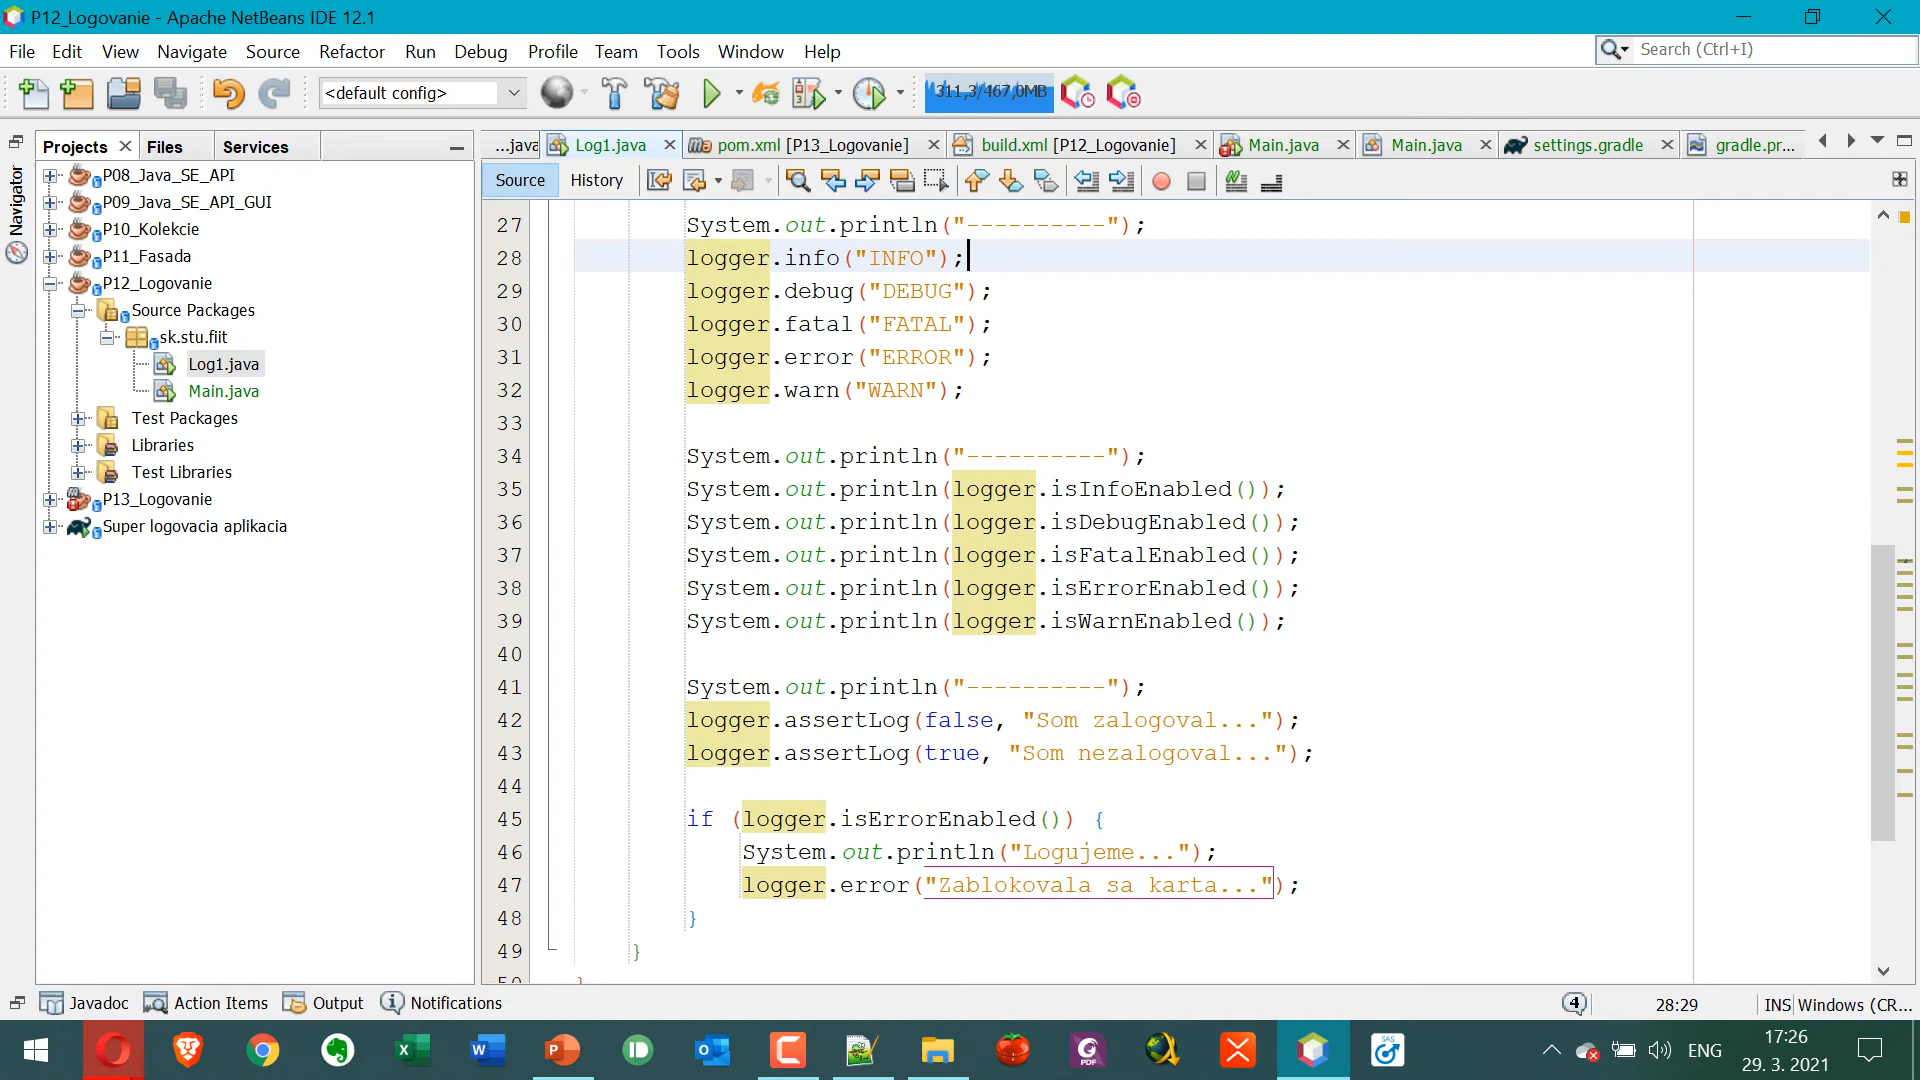 P12_Logovanie - Apache NetBeans IDE 12.1
File Edit View Navigate Source Refactor Run Debug Profile Team Tools Window Help
Search (Ctrl+I)
<default config>
311,3/467,0MB
Projects Files Services
...java Log1.java pom.xml [P13_Logovanie] build.xml [P12_Logovanie] Main.java Main.java settings.gradle gradle.pr...
Source History
Navigator
P08_Java_SE_API
P09_Java_SE_API_GUI
P10_Kolekcie
P11_Fasada
P12_Logovanie
Source Packages
sk.stu.fiit
Log1.java
Main.java
Test Packages
Libraries
Test Libraries
P13_Logovanie
Super logovacia aplikacia
27 System.out.println("----------");
28 logger.info("INFO");
29 logger.debug("DEBUG");
30 logger.fatal("FATAL");
31 logger.error("ERROR");
32 logger.warn("WARN");
33
34 System.out.println("----------");
35 System.out.println(logger.isInfoEnabled());
36 System.out.println(logger.isDebugEnabled());
37 System.out.println(logger.isFatalEnabled());
38 System.out.println(logger.isErrorEnabled());
39 System.out.println(logger.isWarnEnabled());
40
41 System.out.println("----------");
42 logger.assertLog(false, "Som zalogoval...");
43 logger.assertLog(true, "Som nezalogoval...");
44
45 if (logger.isErrorEnabled()) {
46 System.out.println("Logujeme...");
47 logger.error("Zablokovala sa karta...");
48 }
49 }
50 }
Javadoc Action Items Output Notifications
4 28:29 INS Windows (CR...
ENG
17:26
29. 3. 2021